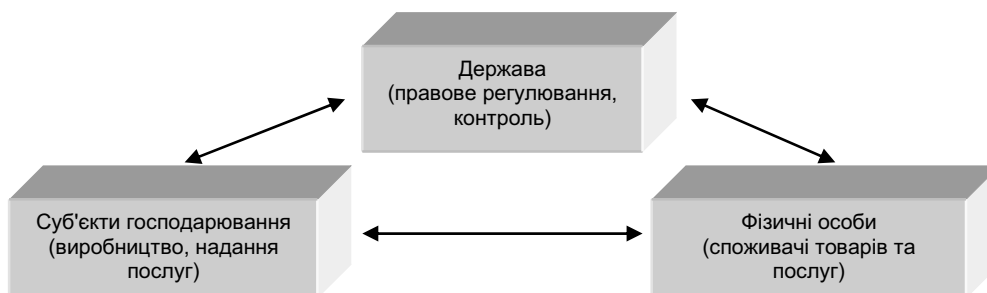 Держава
(правове регулювання,
контроль)
Суб'єкти господарювання
(виробництво, надання
послуг)
Фізичні особи
(споживачі товарів та
послуг)